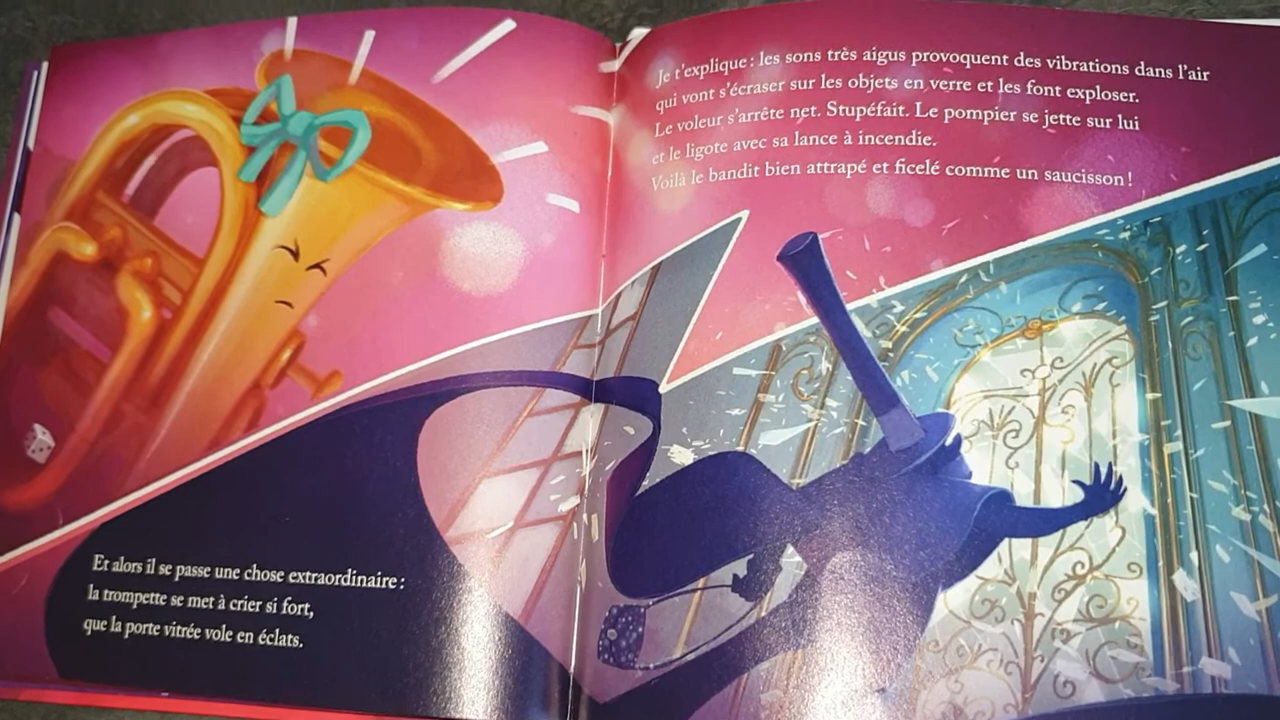 Et alors il se passe une chose extraordinaire :
la trompette se met à crier si fort,
que la porte vitrée vole en éclats.
Je t'explique : les sons très aigus provoquent des vibrations dans l'air
qui vont s'écraser sur les objets en verre et les font exploser.
Le voleur s'arrête net. Stupéfait. Le pompier se jette sur lui
et le ligote avec sa lance à incendie.
Voilà le bandit bien attrapé et ficelé comme un saucisson !